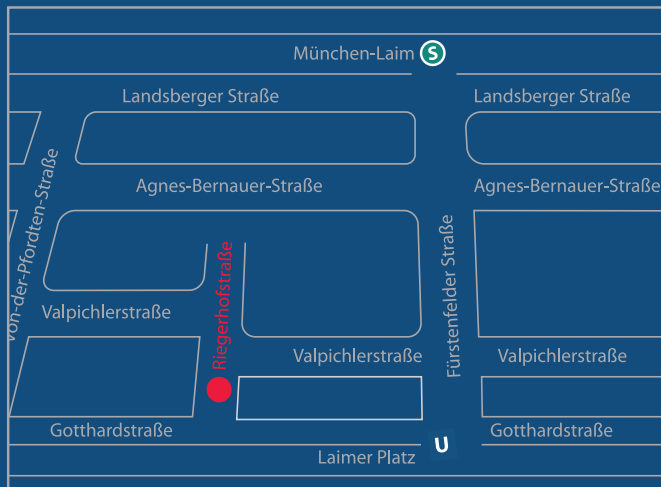 München-Laim S
Landsberger Straße
Landsberger Straße
Agnes-Bernauer-Straße
Agnes-Bernauer-Straße
Von-der-Pfordten-Straße
Riegerhofstraße
Fürstenfelder Straße
Valpichlerstraße
Valpichlerstraße
Valpichlerstraße
Gotthardstraße
Gotthardstraße
Laimer Platz U